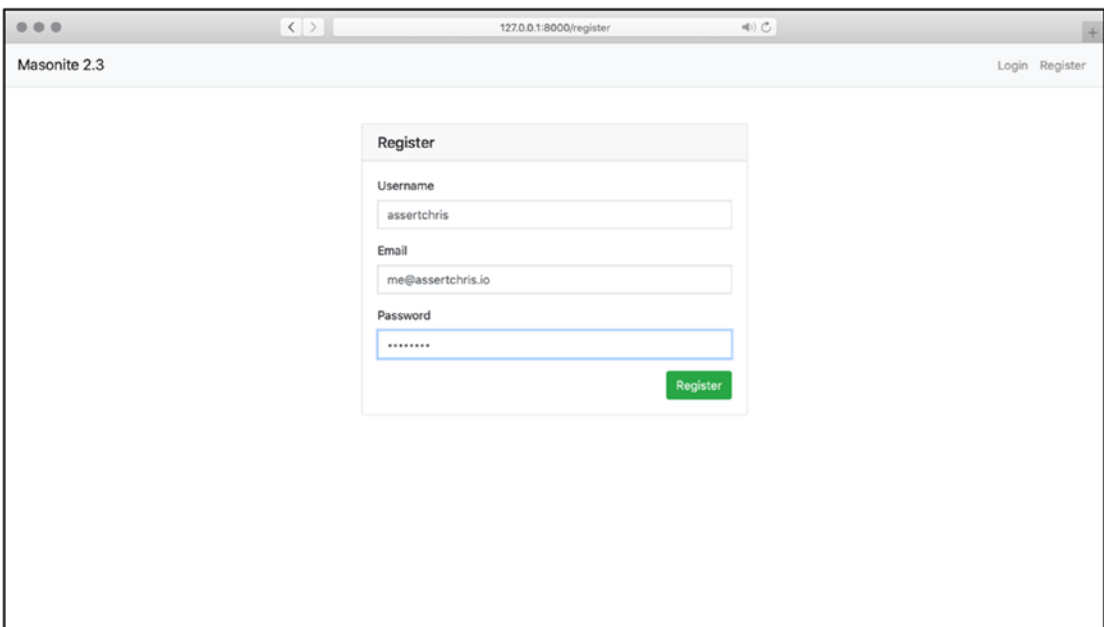 127.0.0.1:8000/register
Masonite 2.3
Login Register
Register
Username
assertchris
Email
me@assertchris.io
Password
••••••••
Register